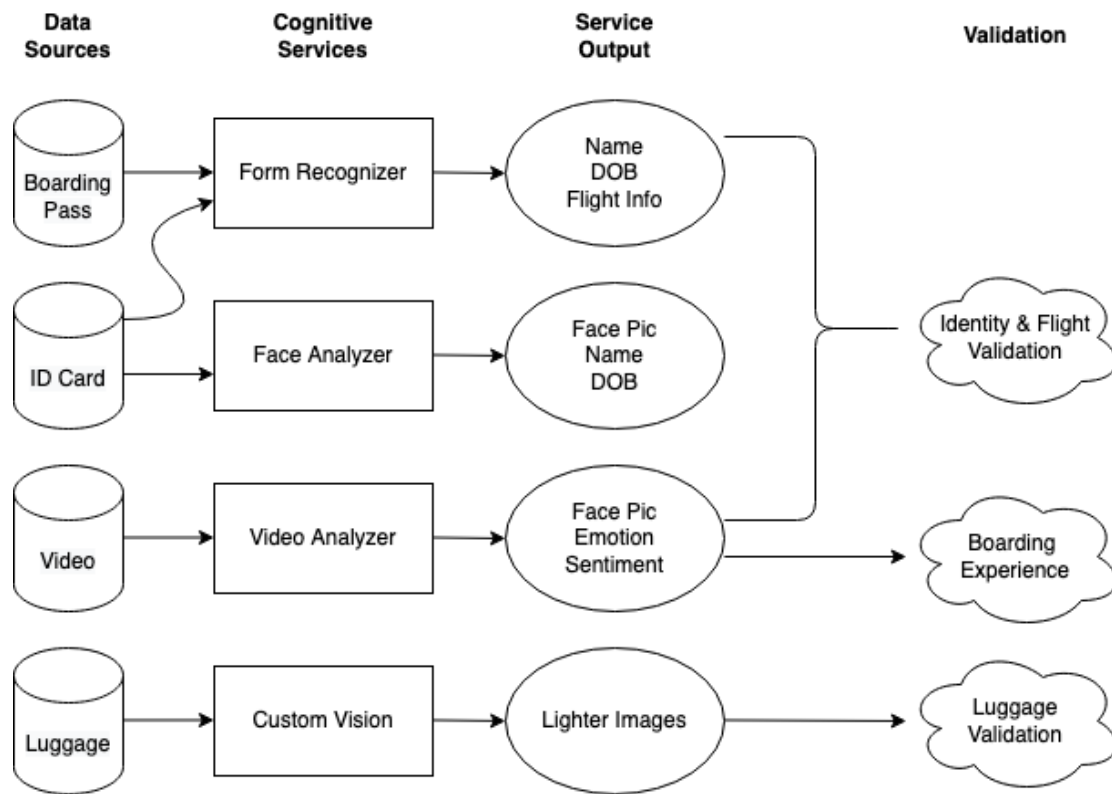 Data
Sources
Cognitive
Services
Service
Output
Validation
Boarding
Pass
Form Recognizer
Name
DOB
Flight Info
ID Card
Face Analyzer
Face Pic
Name
DOB
Identity & Flight
Validation
Video
Video Analyzer
Face Pic
Emotion
Sentiment
Boarding
Experience
Luggage
Custom Vision
Lighter Images
Luggage
Validation